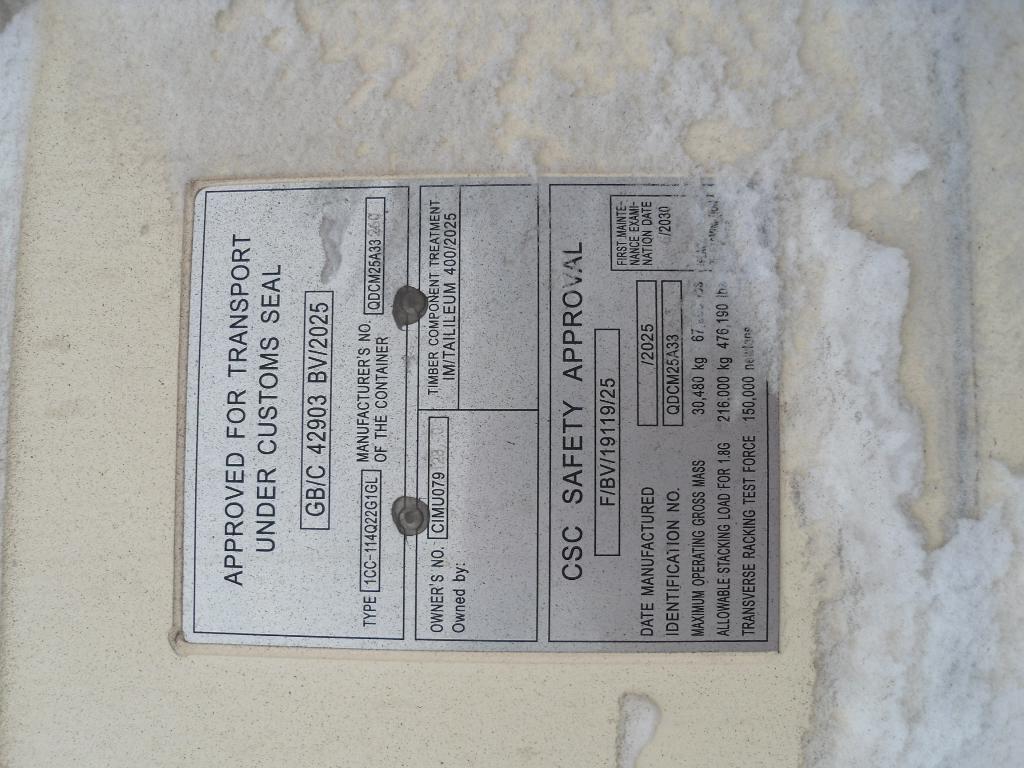 APPROVED FOR TRANSPORT
UNDER CUSTOMS SEAL
GB/C 42903 BV/2025
TYPE 1CC-114Q22G1GL MANUFACTURER'S NO. OF THE CONTAINER QDCM25A33
OWNER'S NO. CIMU079
Owned by:
TIMBER COMPONENT TREATMENT
IM/TAILILEUM 400/2025
CSC SAFETY APPROVAL
F/BV/19119/25
DATE MANUFACTURED /2025
IDENTIFICATION NO. QDCM25A33
MAXIMUM OPERATING GROSS MASS 30,480 kg
ALLOWABLE STACKING LOAD FOR 1.8G 216,000 kg 476,190 lbs
TRANSVERSE RACKING TEST FORCE 150,000 newtons
FIRST MAINTE-
NANCE EXAMI-
NATION DATE
/2030